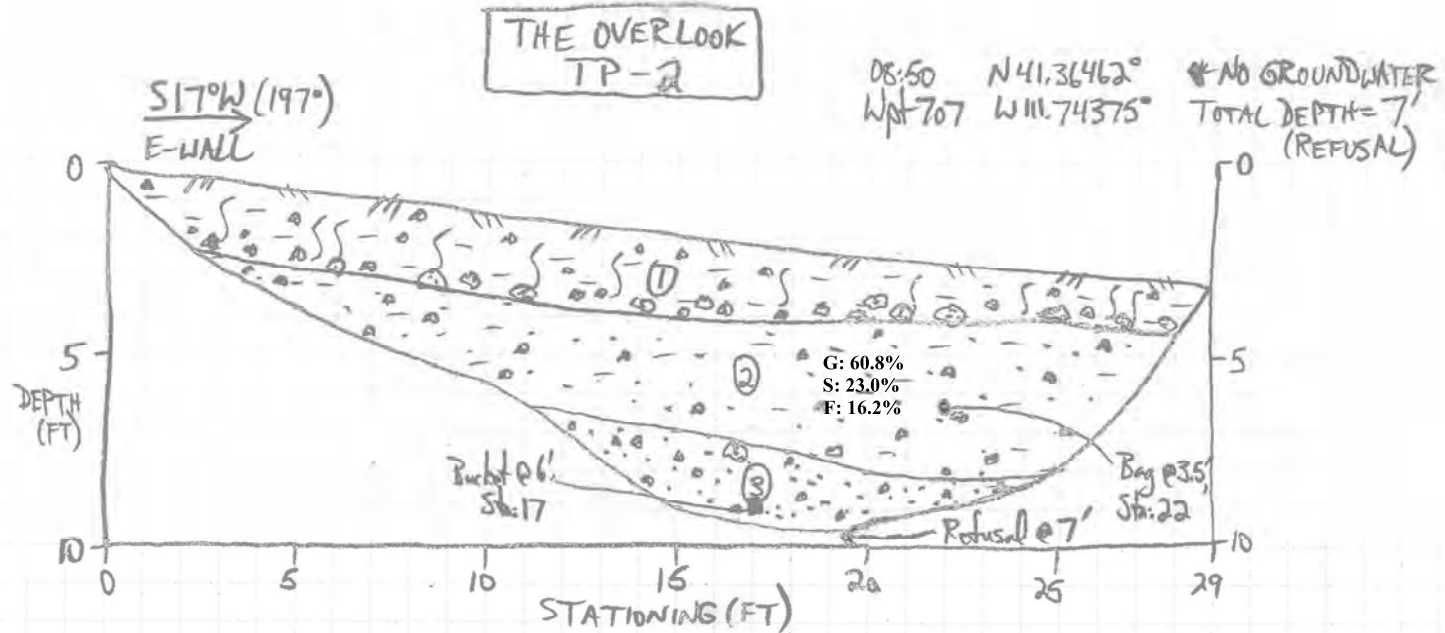 THE OVERLOOK
TP-2
S17°W (197°)
E-WALL
08:50 N41.36462° * NO GROUNDWATER
Wpt 707 W111.74375° TOTAL DEPTH = 7'
(REFUSAL)
0
0
1
5
5
DEPTH
(FT)
2
G: 60.8%
S: 23.0%
F: 16.2%
Bucket @ 6',
Sta: 17
3
Bag @ 3.5',
Sta: 22
Refusal @ 7'
10
10
0 5 10 15 20 25 29
STATIONING (FT)